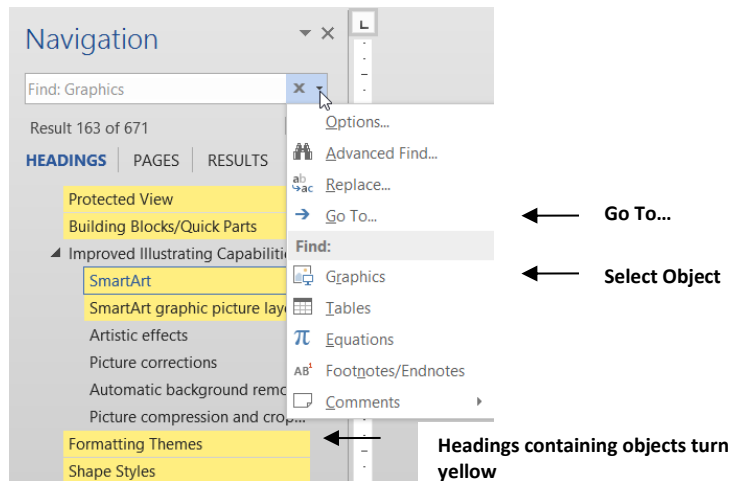 Navigation
Find: Graphics
Result 163 of 671
HEADINGS PAGES RESULTS
Protected View
Building Blocks/Quick Parts
Improved Illustrating Capabiliti
SmartArt
SmartArt graphic picture lay
Artistic effects
Picture corrections
Automatic background remo
Picture compression and crop...
Formatting Themes
Shape Styles
Options...
Advanced Find...
Replace...
Go To...
Find:
Graphics
Tables
Equations
Footnotes/Endnotes
Comments
Go To...
Select Object
Headings containing objects turn
yellow